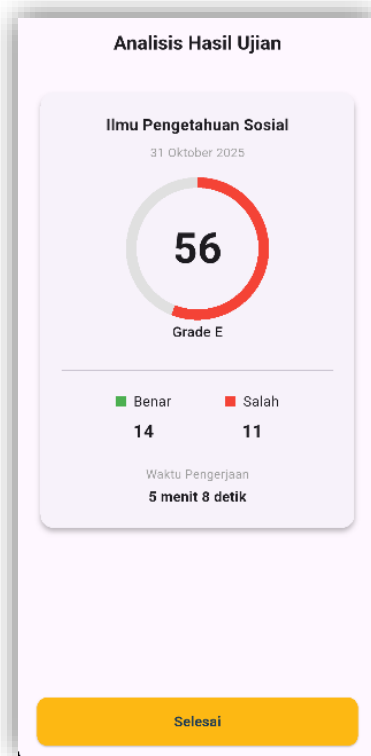 Analisis Hasil Ujian
Ilmu Pengetahuan Sosial
31 Oktober 2025
56
Grade E
Benar Salah
14 11
Waktu Pengerjaan
5 menit 8 detik
Selesai